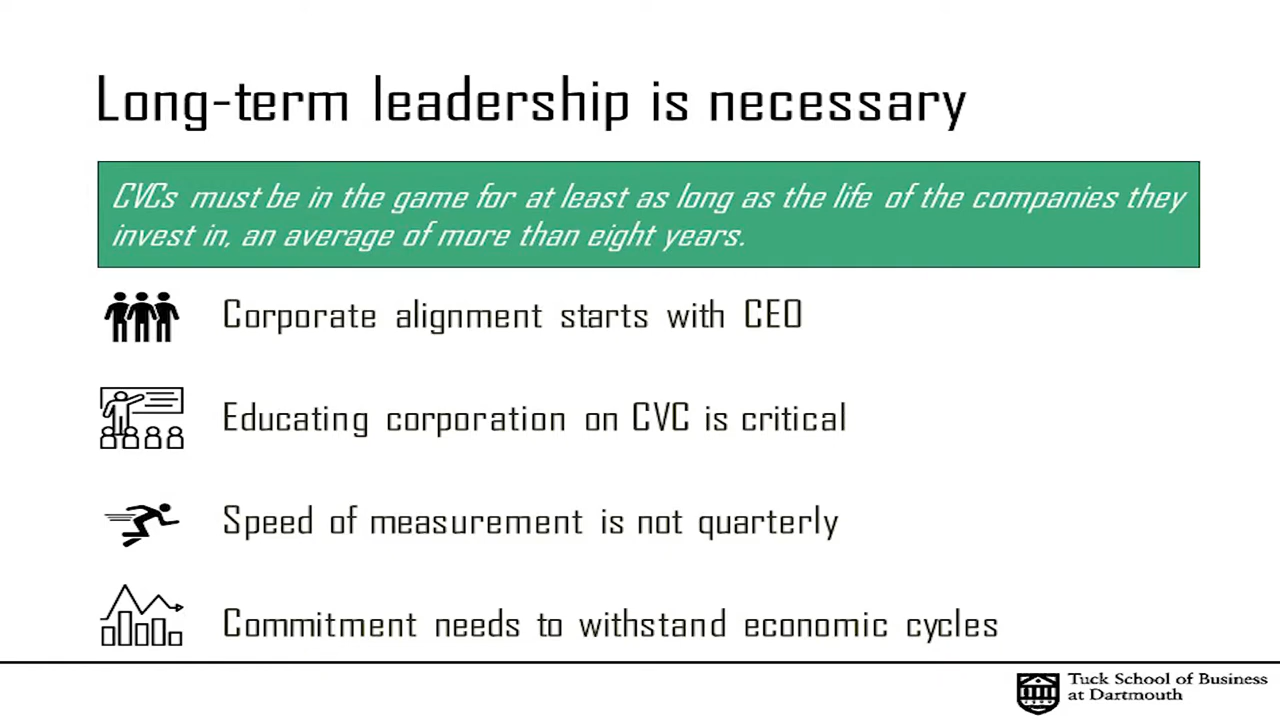 Long-term leadership is necessary
CVCs must be in the game for at least as long as the life of the companies they
invest in, an average of more than eight years.
Corporate alignment starts with CEO
Educating corporation on CVC is critical
Speed of measurement is not quarterly
Commitment needs to withstand economic cycles
Tuck School of Business
at Dartmouth